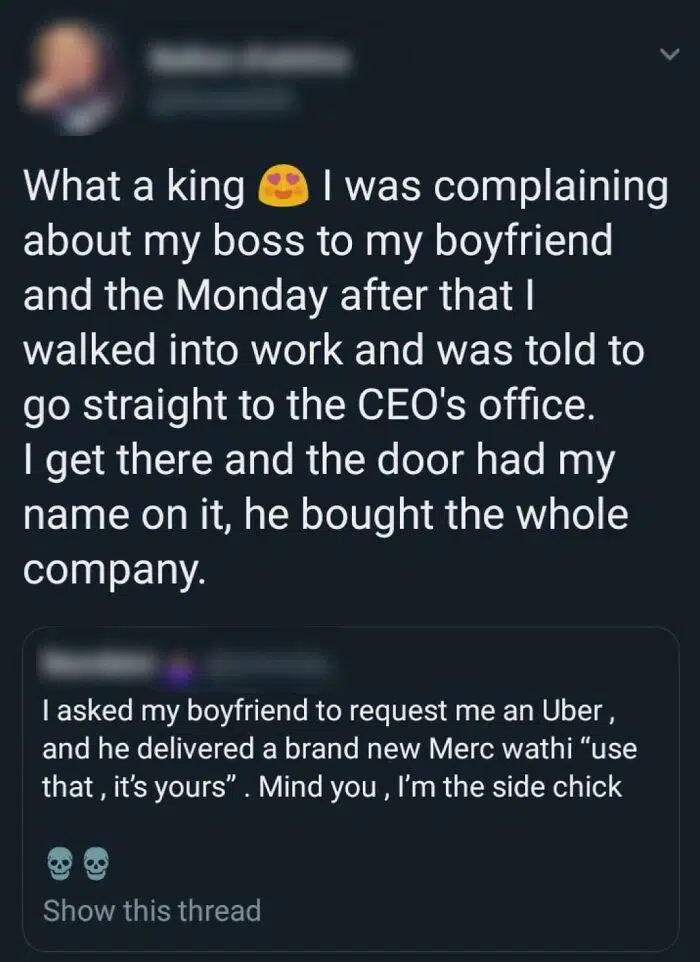 What a king 😍 I was complaining
about my boss to my boyfriend
and the Monday after that I
walked into work and was told to
go straight to the CEO's office.
I get there and the door had my
name on it, he bought the whole
company.
I asked my boyfriend to request me an Uber ,
and he delivered a brand new Merc wathi “use
that , it’s yours” . Mind you , I’m the side chick
💀💀
Show this thread